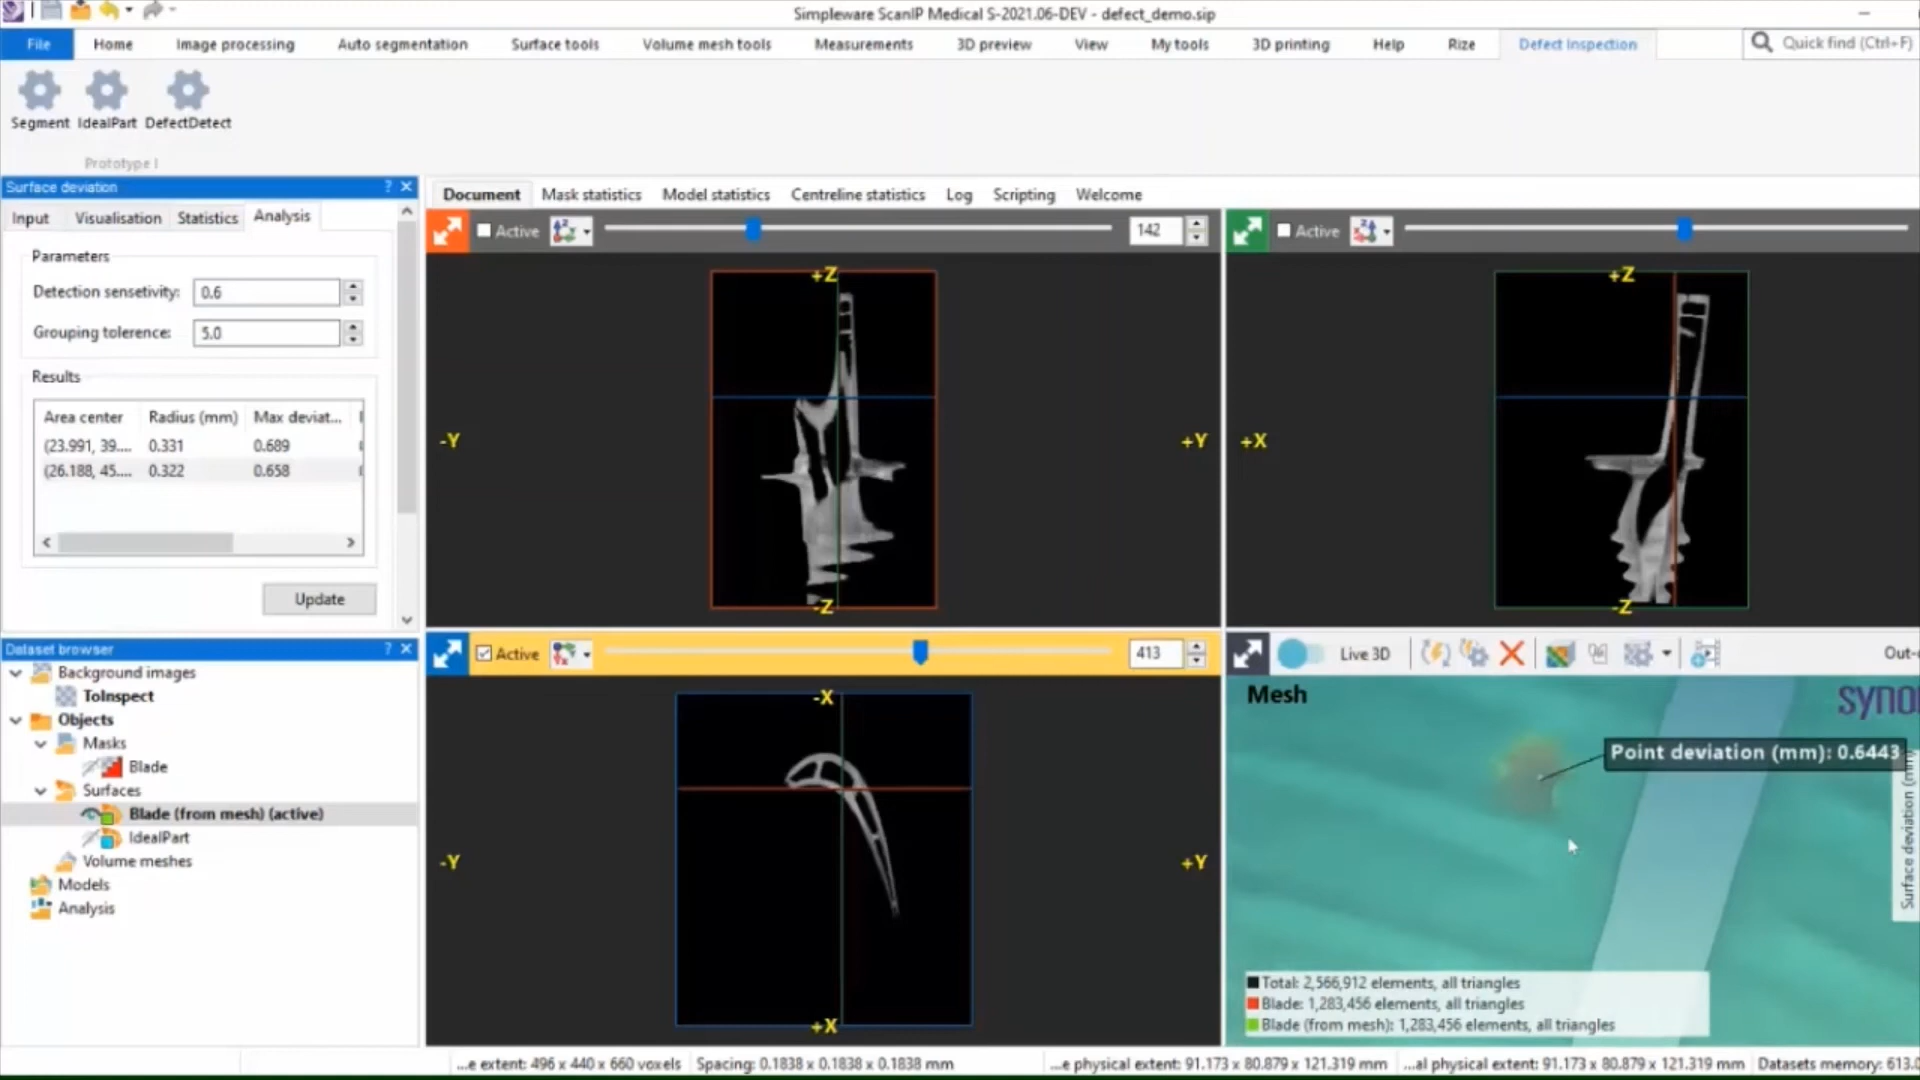 Simpleware ScanIP Medical S-2021.06-DEV - defect_demo.sip
File Home Image processing Auto segmentation Surface tools Volume mesh tools Measurements 3D preview View My tools 3D printing Help Rize Defect Inspection Quick find (Ctrl+F)
Segment IdealPart DefectDetect
Prototype I
Surface deviation ?
Input Visualisation Statistics Analysis
Parameters
Detection sensetivity: 0.6
Grouping tolerence: 5.0
Results
Area center Radius (mm) Max deviat...
(23.991, 39.... 0.331 0.689
(26.188, 45.... 0.322 0.658
Update
Document Mask statistics Model statistics Centreline statistics Log Scripting Welcome
Active 142
+Z
-Y +Y
-Z
Active
+Z
+X
-Z
Dataset browser ?
Background images
ToInspect
Objects
Masks
Blade
Surfaces
Blade (from mesh) (active)
IdealPart
Volume meshes
Models
Analysis
Active 413
-X
-Y +Y
+X
Live 3D Out-
Mesh
Point deviation (mm): 0.6443
Surface deviation (mm)
Total: 2,566,912 elements, all triangles
Blade: 1,283,456 elements, all triangles
Blade (from mesh): 1,283,456 elements, all triangles
...e extent: 496 x 440 x 660 voxels Spacing: 0.1838 x 0.1838 x 0.1838 mm ...e physical extent: 91.173 x 80.879 x 121.319 mm ...al physical extent: 91.173 x 80.879 x 121.319 mm Datasets memory: 613.0